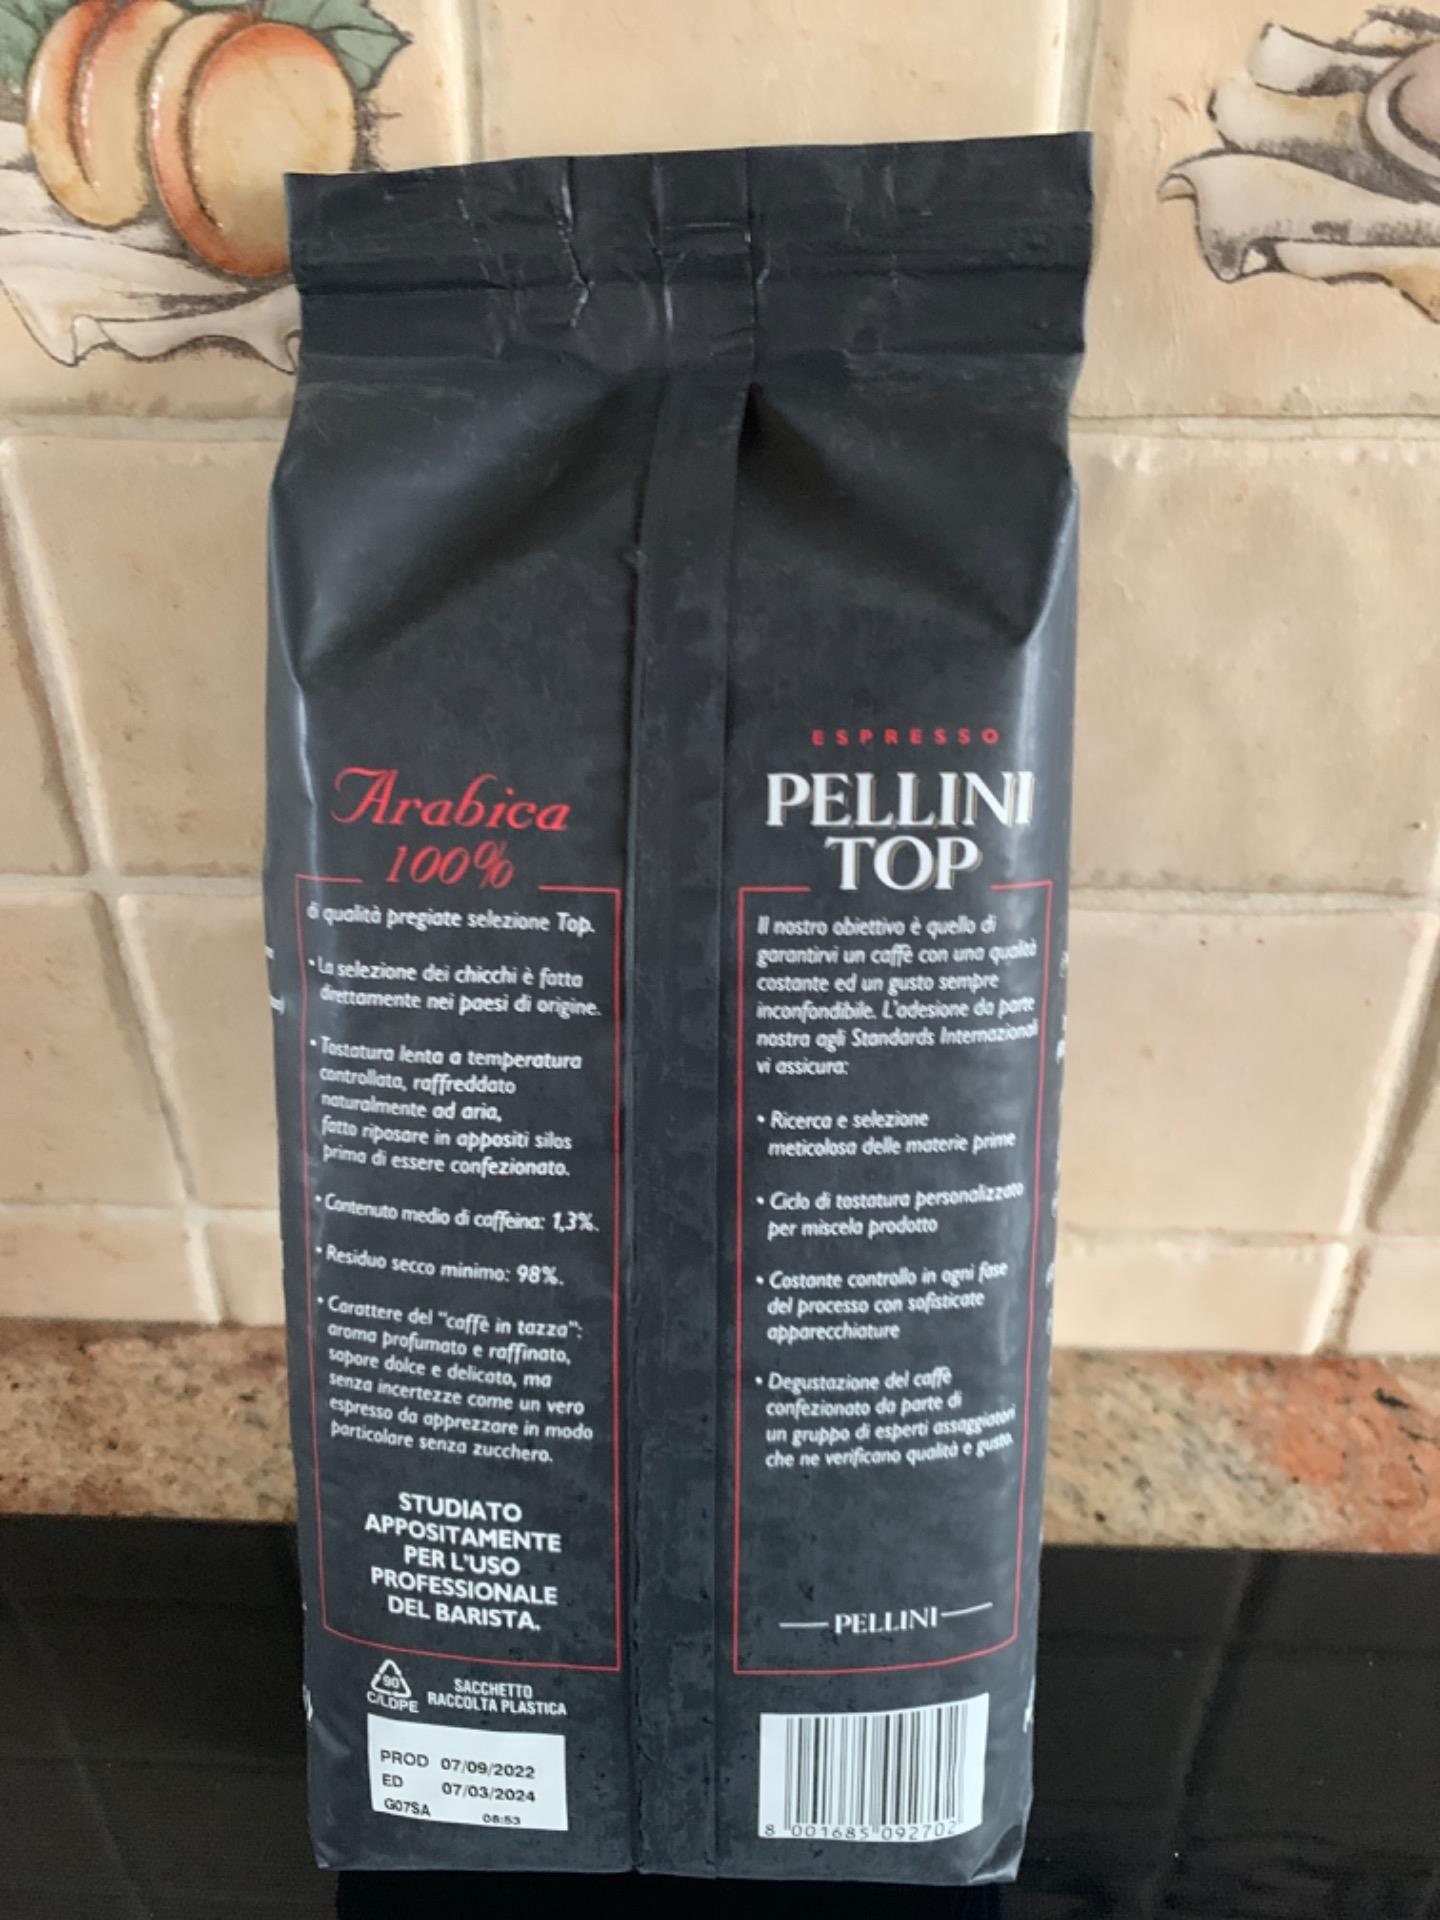 Arabica
100%
di qualità pregiate selezione Top.
• La selezione dei chicchi è fatta
direttamente nei paesi di origine.
• Tostatura lenta a temperatura
controllata, raffreddato
naturalmente ad aria,
fatto riposare in appositi silos
prima di essere confezionato.
• Contenuto medio di caffeina: 1,3%.
• Residuo secco minimo: 98%.
• Carattere del "caffè in tazza":
aroma profumato e raffinato,
sapore dolce e delicato, ma
senza incertezze come un vero
espresso da apprezzare in modo
particolare senza zucchero.
STUDIATO
APPOSITAMENTE
PER L'USO
PROFESSIONALE
DEL BARISTA.
90
C/LDPE
SACCHETTO
RACCOLTA PLASTICA
PROD 07/09/2022
ED 07/03/2024
G07SA 08:53
ESPRESSO
PELLINI
TOP
Il nostro obiettivo è quello di
garantirvi un caffè con una qualità
costante ed un gusto sempre
inconfondibile. L'adesione da parte
nostra agli Standards Internazionali
vi assicura:
• Ricerca e selezione
meticolosa delle materie prime
• Ciclo di tostatura personalizzato
per miscela prodotto
• Costante controllo in ogni fase
del processo con sofisticate
apparecchiature
• Degustazione del caffè
confezionato da parte di
un gruppo di esperti assaggiatori
che ne verificano qualità e gusto.
PELLINI
8 001685 092702